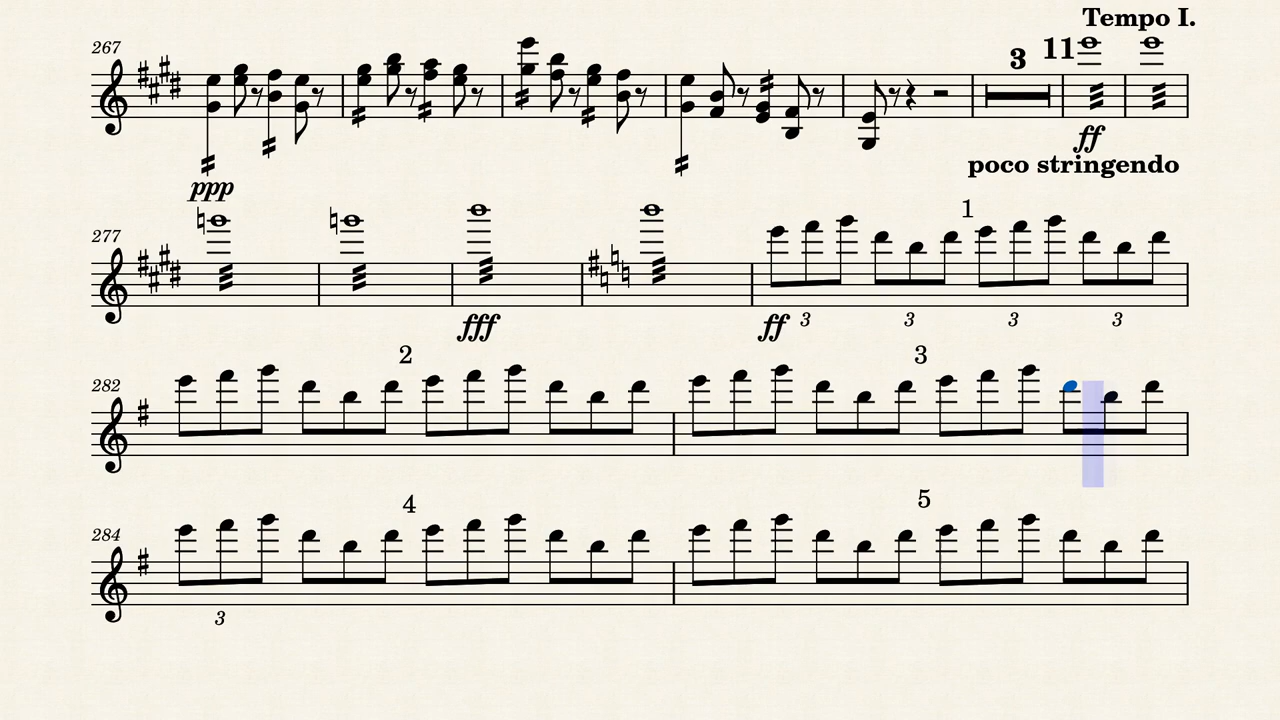 Tempo I.
267 3 11
ppp ff
poco stringendo
277 1
fff ff 3 3 3 3
282 2 3
284 4 5
3